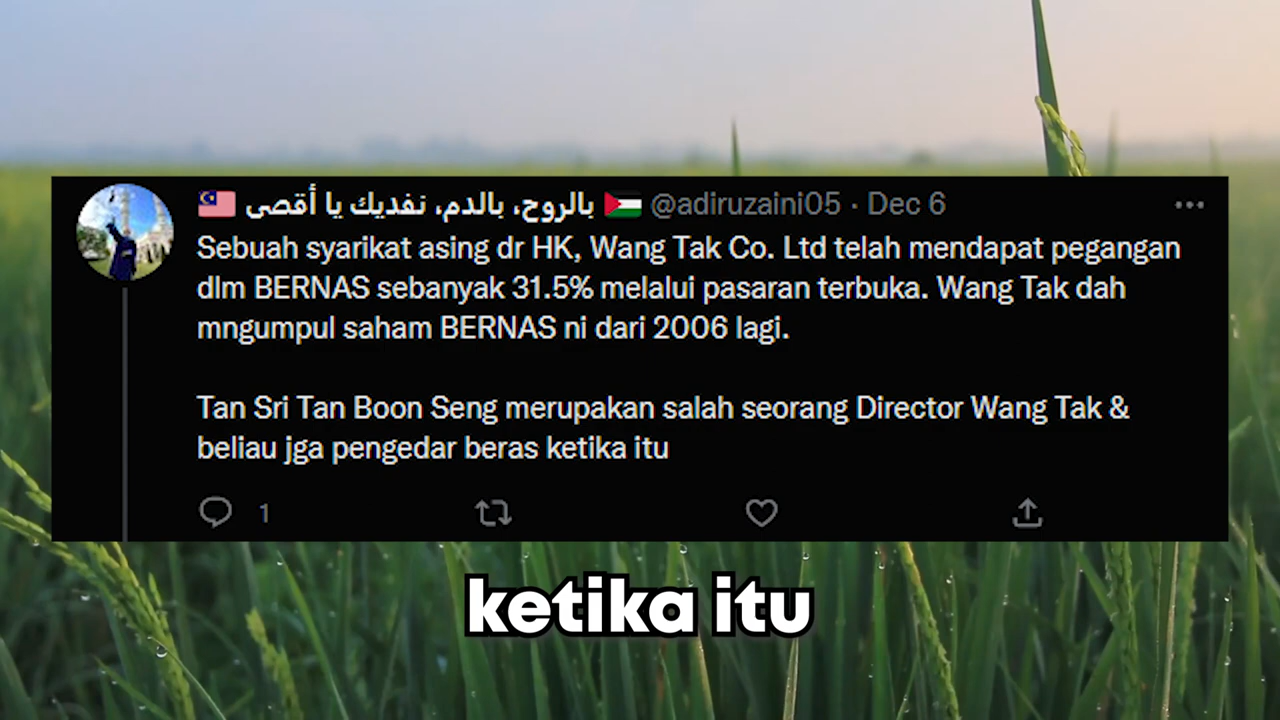 🇲🇾 بالروح، بالدم، نفديك يا أقصى 🇵🇸 @adiruzaini05 · Dec 6
Sebuah syarikat asing dr HK, Wang Tak Co. Ltd telah mendapat pegangan
dlm BERNAS sebanyak 31.5% melalui pasaran terbuka. Wang Tak dah
mngumpul saham BERNAS ni dari 2006 lagi.
Tan Sri Tan Boon Seng merupakan salah seorang Director Wang Tak &
beliau jga pengedar beras ketika itu
1
ketika itu